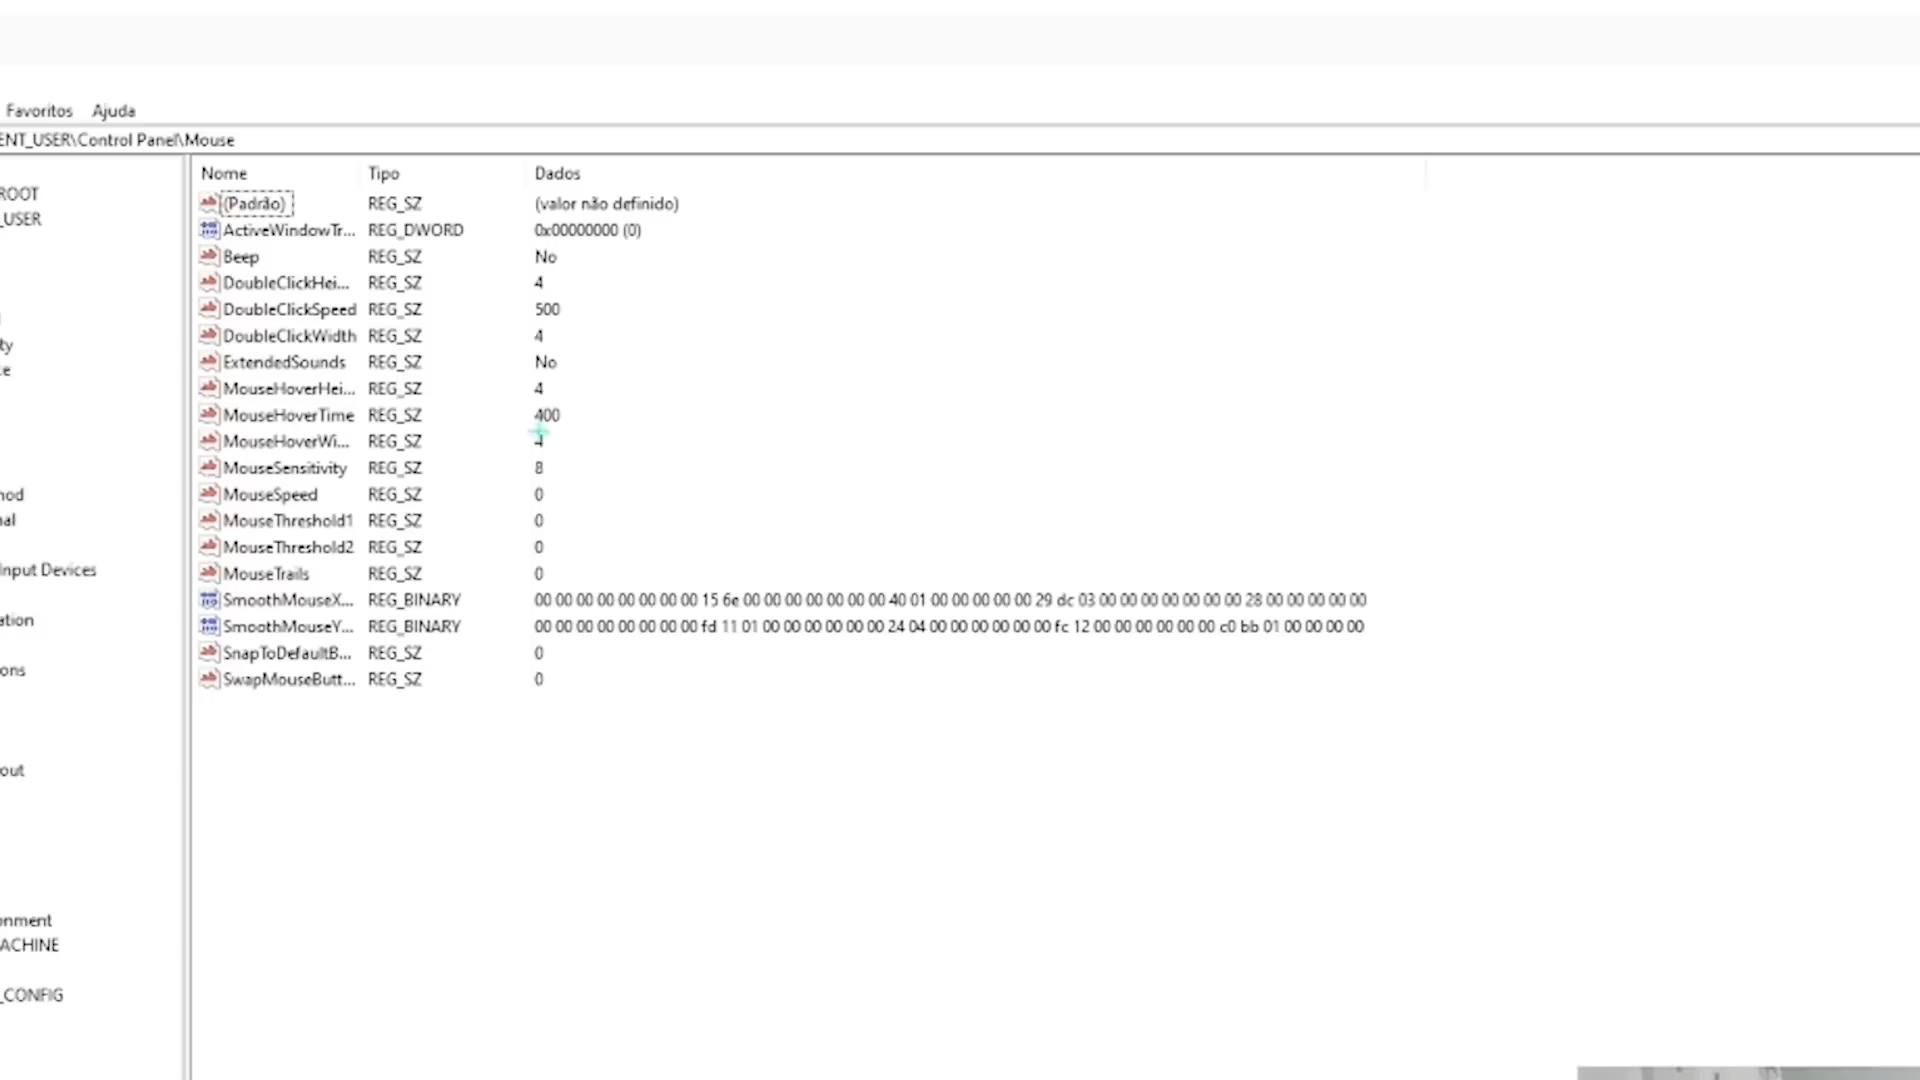 Favoritos Ajuda
ENT_USER\Control Panel\Mouse
ROOT
_USER
ty
te
nod
al
Input Devices
ation
ons
out
onment
ACHINE
_CONFIG
Nome Tipo Dados
(Padrão) REG_SZ (valor não definido)
ActiveWindowTr... REG_DWORD 0x00000000 (0)
Beep REG_SZ No
DoubleClickHei... REG_SZ 4
DoubleClickSpeed REG_SZ 500
DoubleClickWidth REG_SZ 4
ExtendedSounds REG_SZ No
MouseHoverHei... REG_SZ 4
MouseHoverTime REG_SZ 400
MouseHoverWi... REG_SZ 4
MouseSensitivity REG_SZ 8
MouseSpeed REG_SZ 0
MouseThreshold1 REG_SZ 0
MouseThreshold2 REG_SZ 0
MouseTrails REG_SZ 0
SmoothMouseX... REG_BINARY 00 00 00 00 00 00 00 00 15 6e 00 00 00 00 00 00 00 40 01 00 00 00 00 00 29 dc 03 00 00 00 00 00 00 00 28 00 00 00 00 00
SmoothMouseY... REG_BINARY 00 00 00 00 00 00 00 00 fd 11 01 00 00 00 00 00 00 24 04 00 00 00 00 00 00 fc 12 00 00 00 00 00 00 c0 bb 01 00 00 00 00
SnapToDefaultB... REG_SZ 0
SwapMouseButt... REG_SZ 0